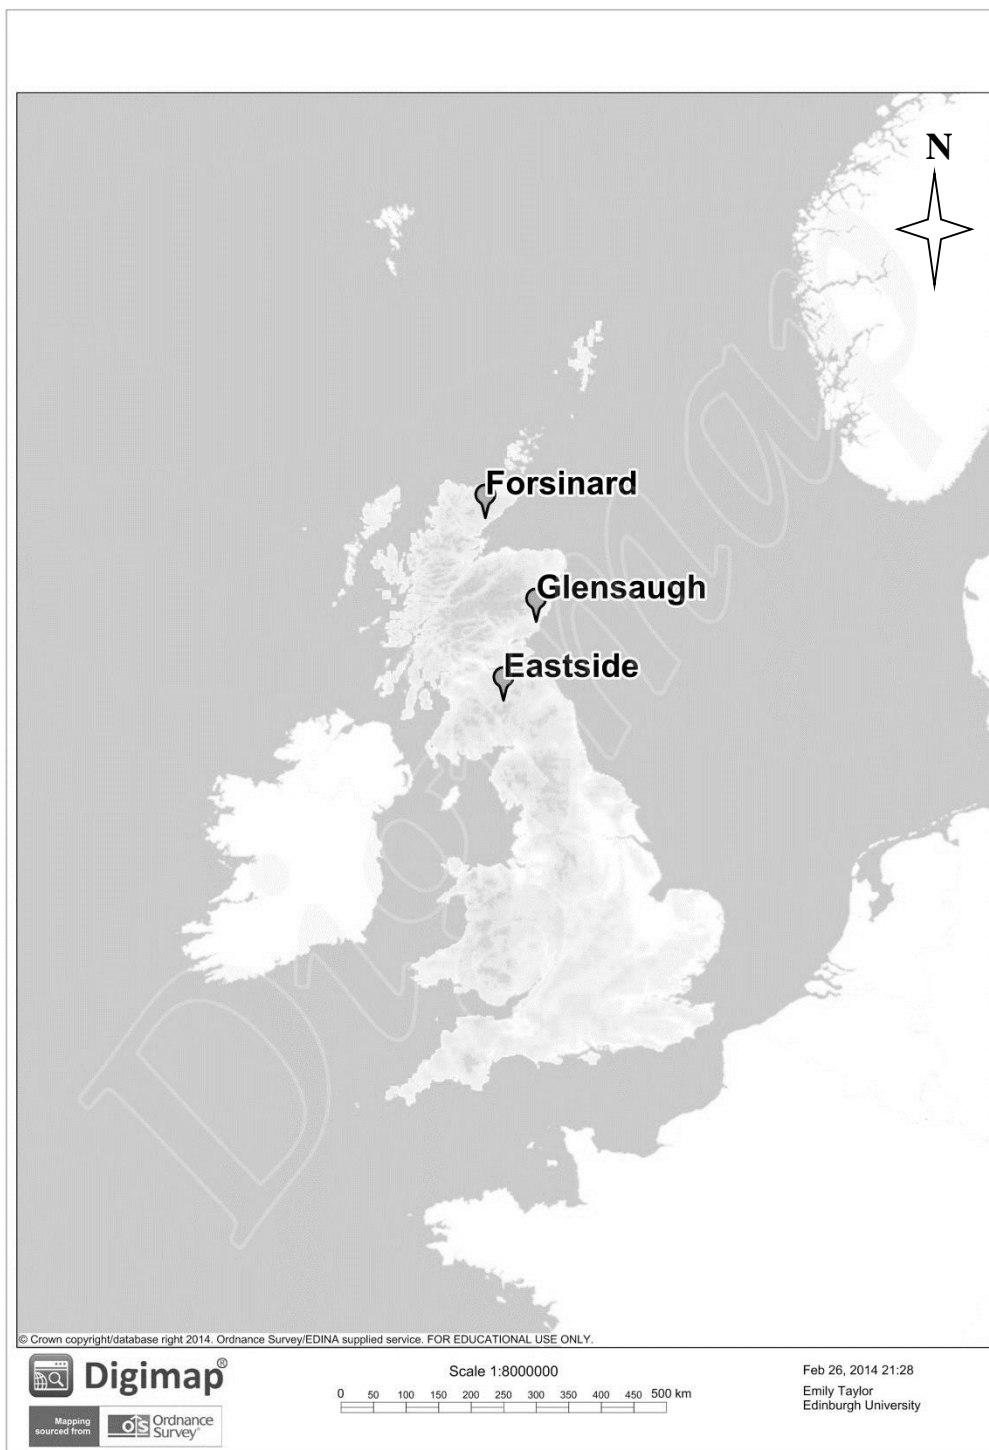 N
Forsinard
Glensaugh
Eastside
Digimap
© Crown copyright/database right 2014. Ordnance Survey/EDINA supplied service. FOR EDUCATIONAL USE ONLY.
Digimap®
Mapping
sourced from
OS Ordnance
Survey®
Scale 1:8000000
0 50 100 150 200 250 300 350 400 450 500 km
Feb 26, 2014 21:28
Emily Taylor
Edinburgh University